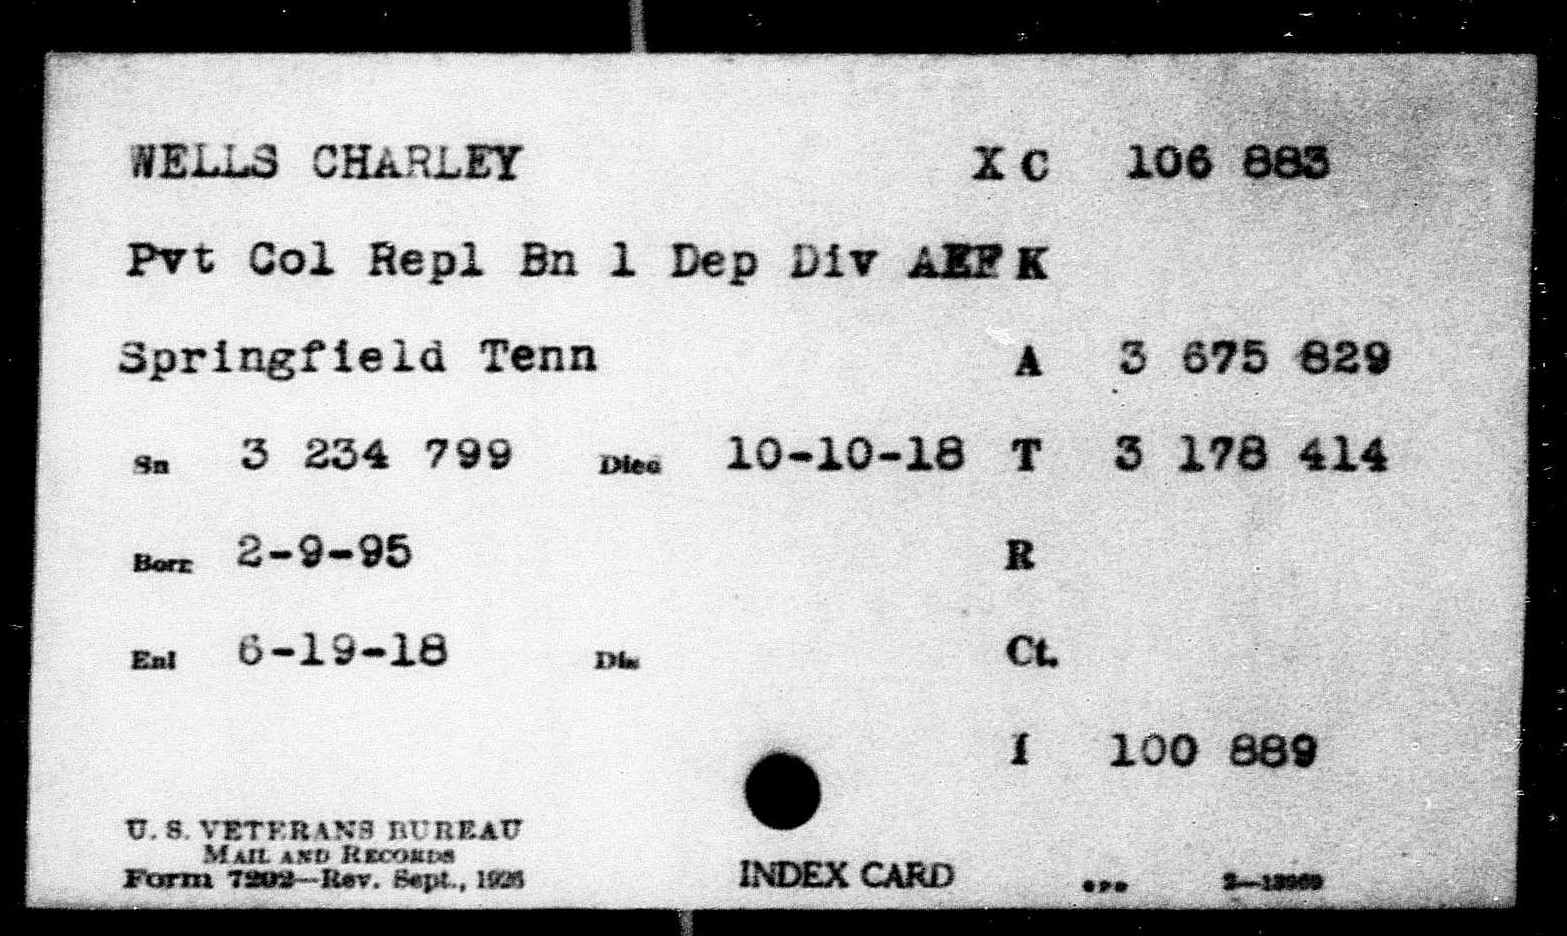 WELLS CHARLEY X C 106 883
Pvt Col Repl Bn 1 Dep Div AEF K
Springfield Tenn A 3 675 829
Sn 3 234 799 Died 10-10-18 T 3 178 414
Born 2-9-95 R
Enl 6-19-18 Dis Ct.
I 100 889
U. S. VETERANS BUREAU
MAIL AND RECORDS
Form 7202—Rev. Sept., 1926
INDEX CARD